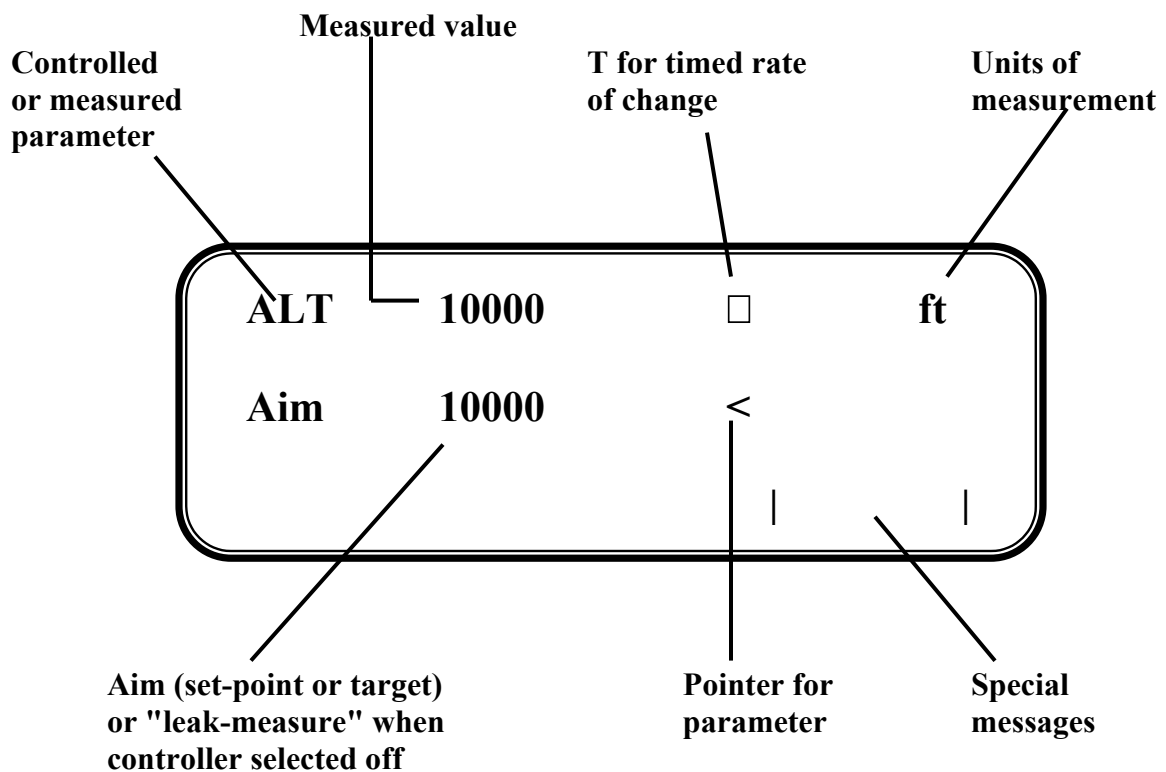 Measured value
Controlled
or measured
parameter
T for timed rate
of change
Units of
measurement
ALT 10000 □ ft
Aim 10000 <
| |
Aim (set-point or target)
or "leak-measure" when
controller selected off
Pointer for
parameter
Special
messages